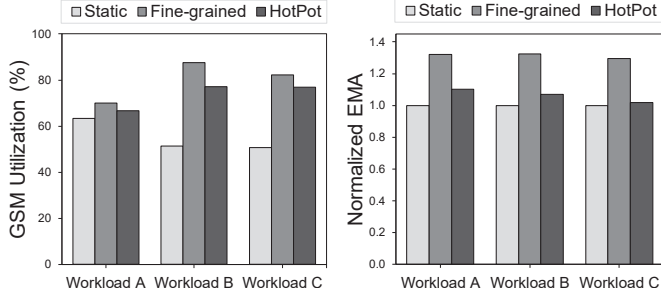 Static Fine-grained HotPot
GSM Utilization (%)
100
80
60
40
20
0
Workload A Workload B Workload C
Static Fine-grained HotPot
Normalized EMA
1.4
1.2
1.0
0.8
0.6
0.4
0.2
0.0
Workload A Workload B Workload C